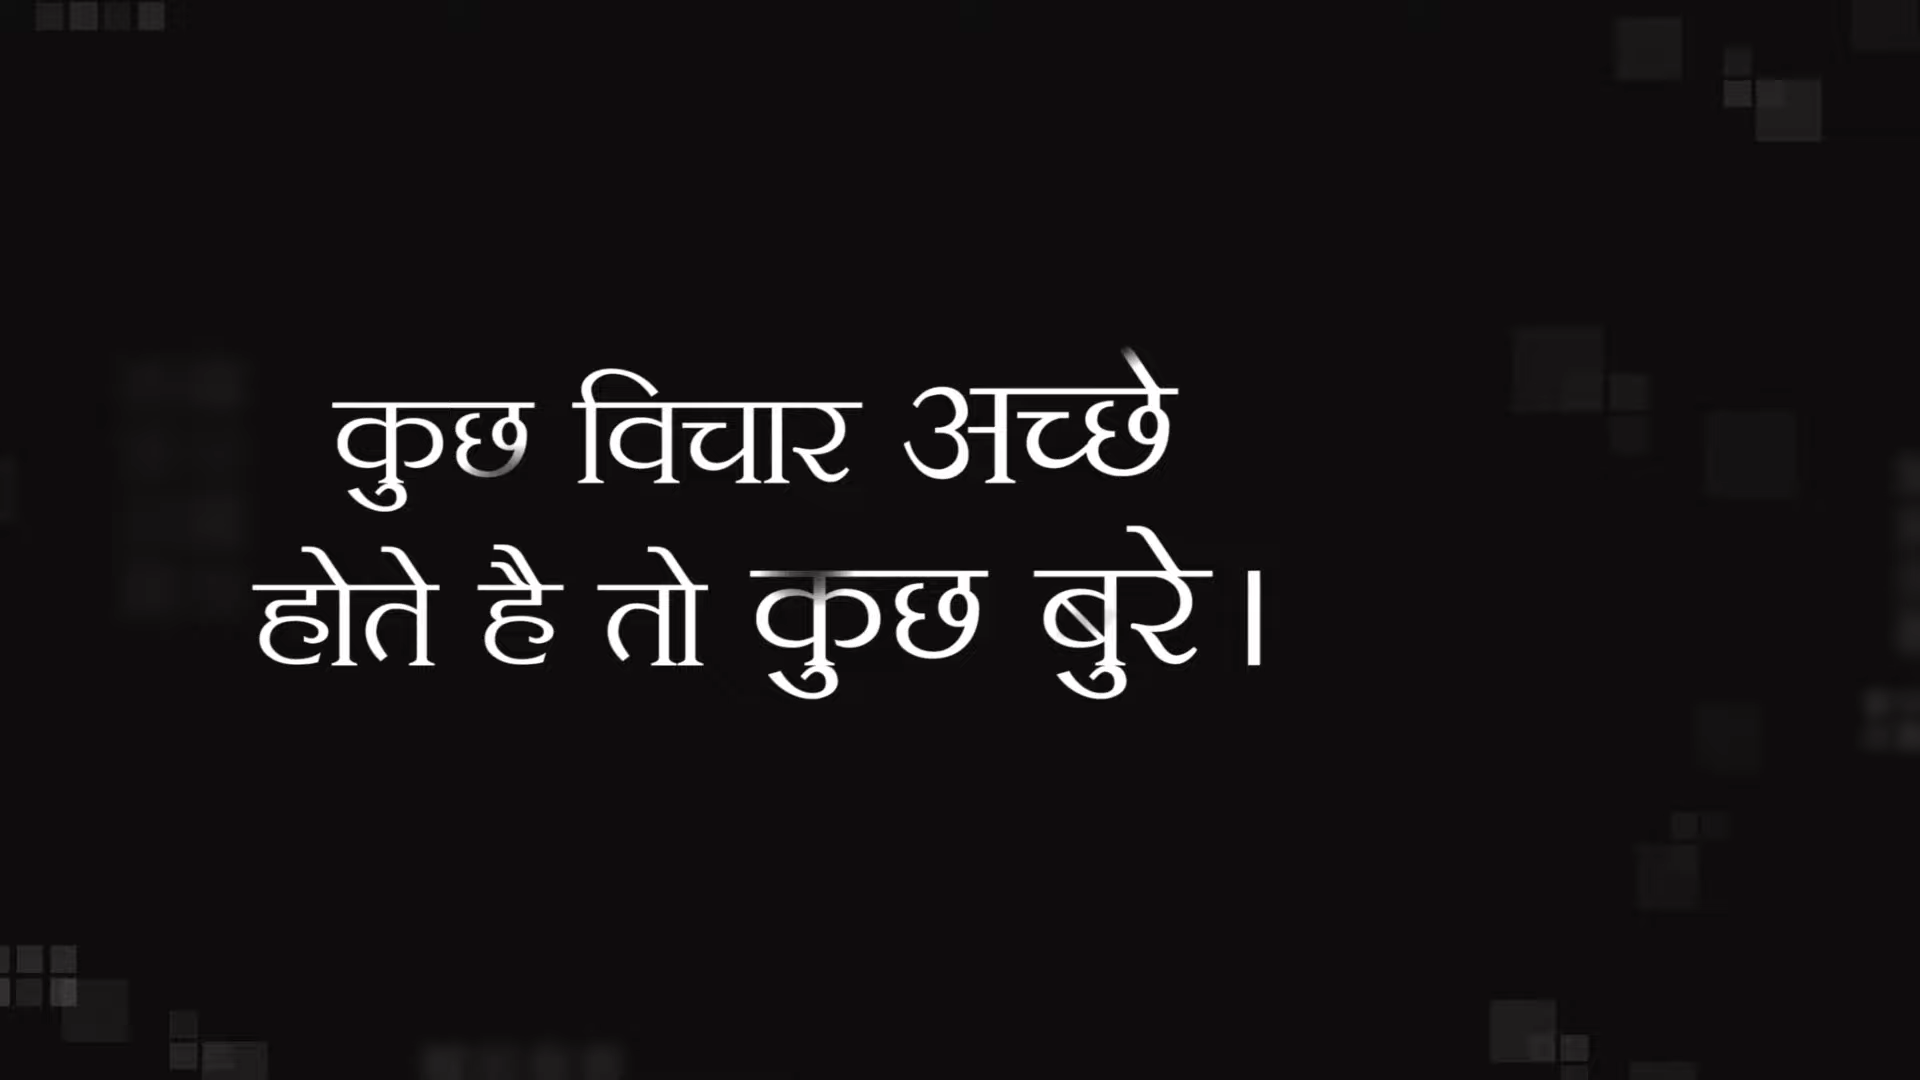 कुछ विचार अच्छे
होते है तो कुछ बुरे।